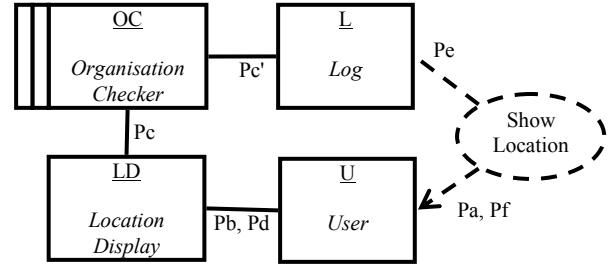 OC
Organisation
Checker
Pc'
L
Log
Pe
Show
Location
Pc
LD
Location
Display
Pb, Pd
U
User
Pa, Pf